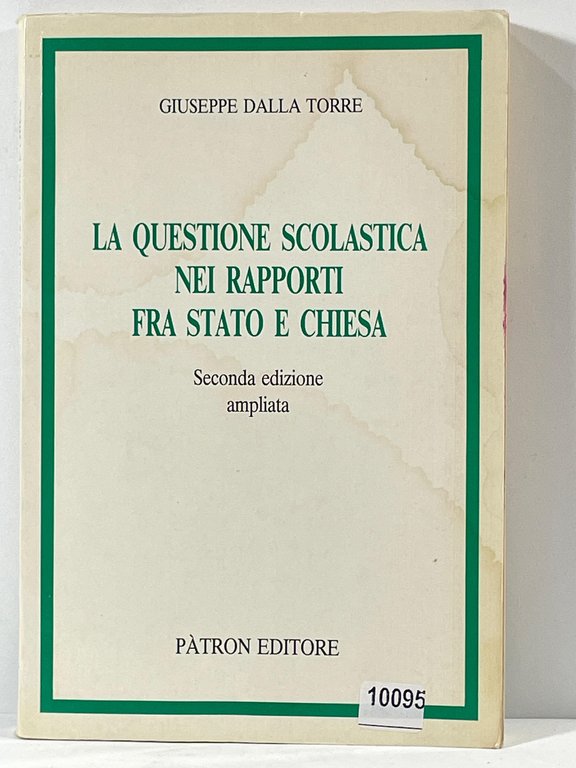 GIUSEPPE DALLA TORRE
LA QUESTIONE SCOLASTICA
NEI RAPPORTI
FRA STATO E CHIESA
Seconda edizione
ampliata
PÀTRON EDITORE
10095